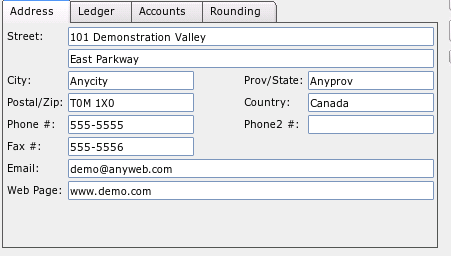 Address Ledger Accounts Rounding
Street: 101 Demonstration Valley
East Parkway
City: Anycity Prov/State: Anyprov
Postal/Zip: T0M 1X0 Country: Canada
Phone #: 555-5555 Phone2 #:
Fax #: 555-5556
Email: demo@anyweb.com
Web Page: www.demo.com